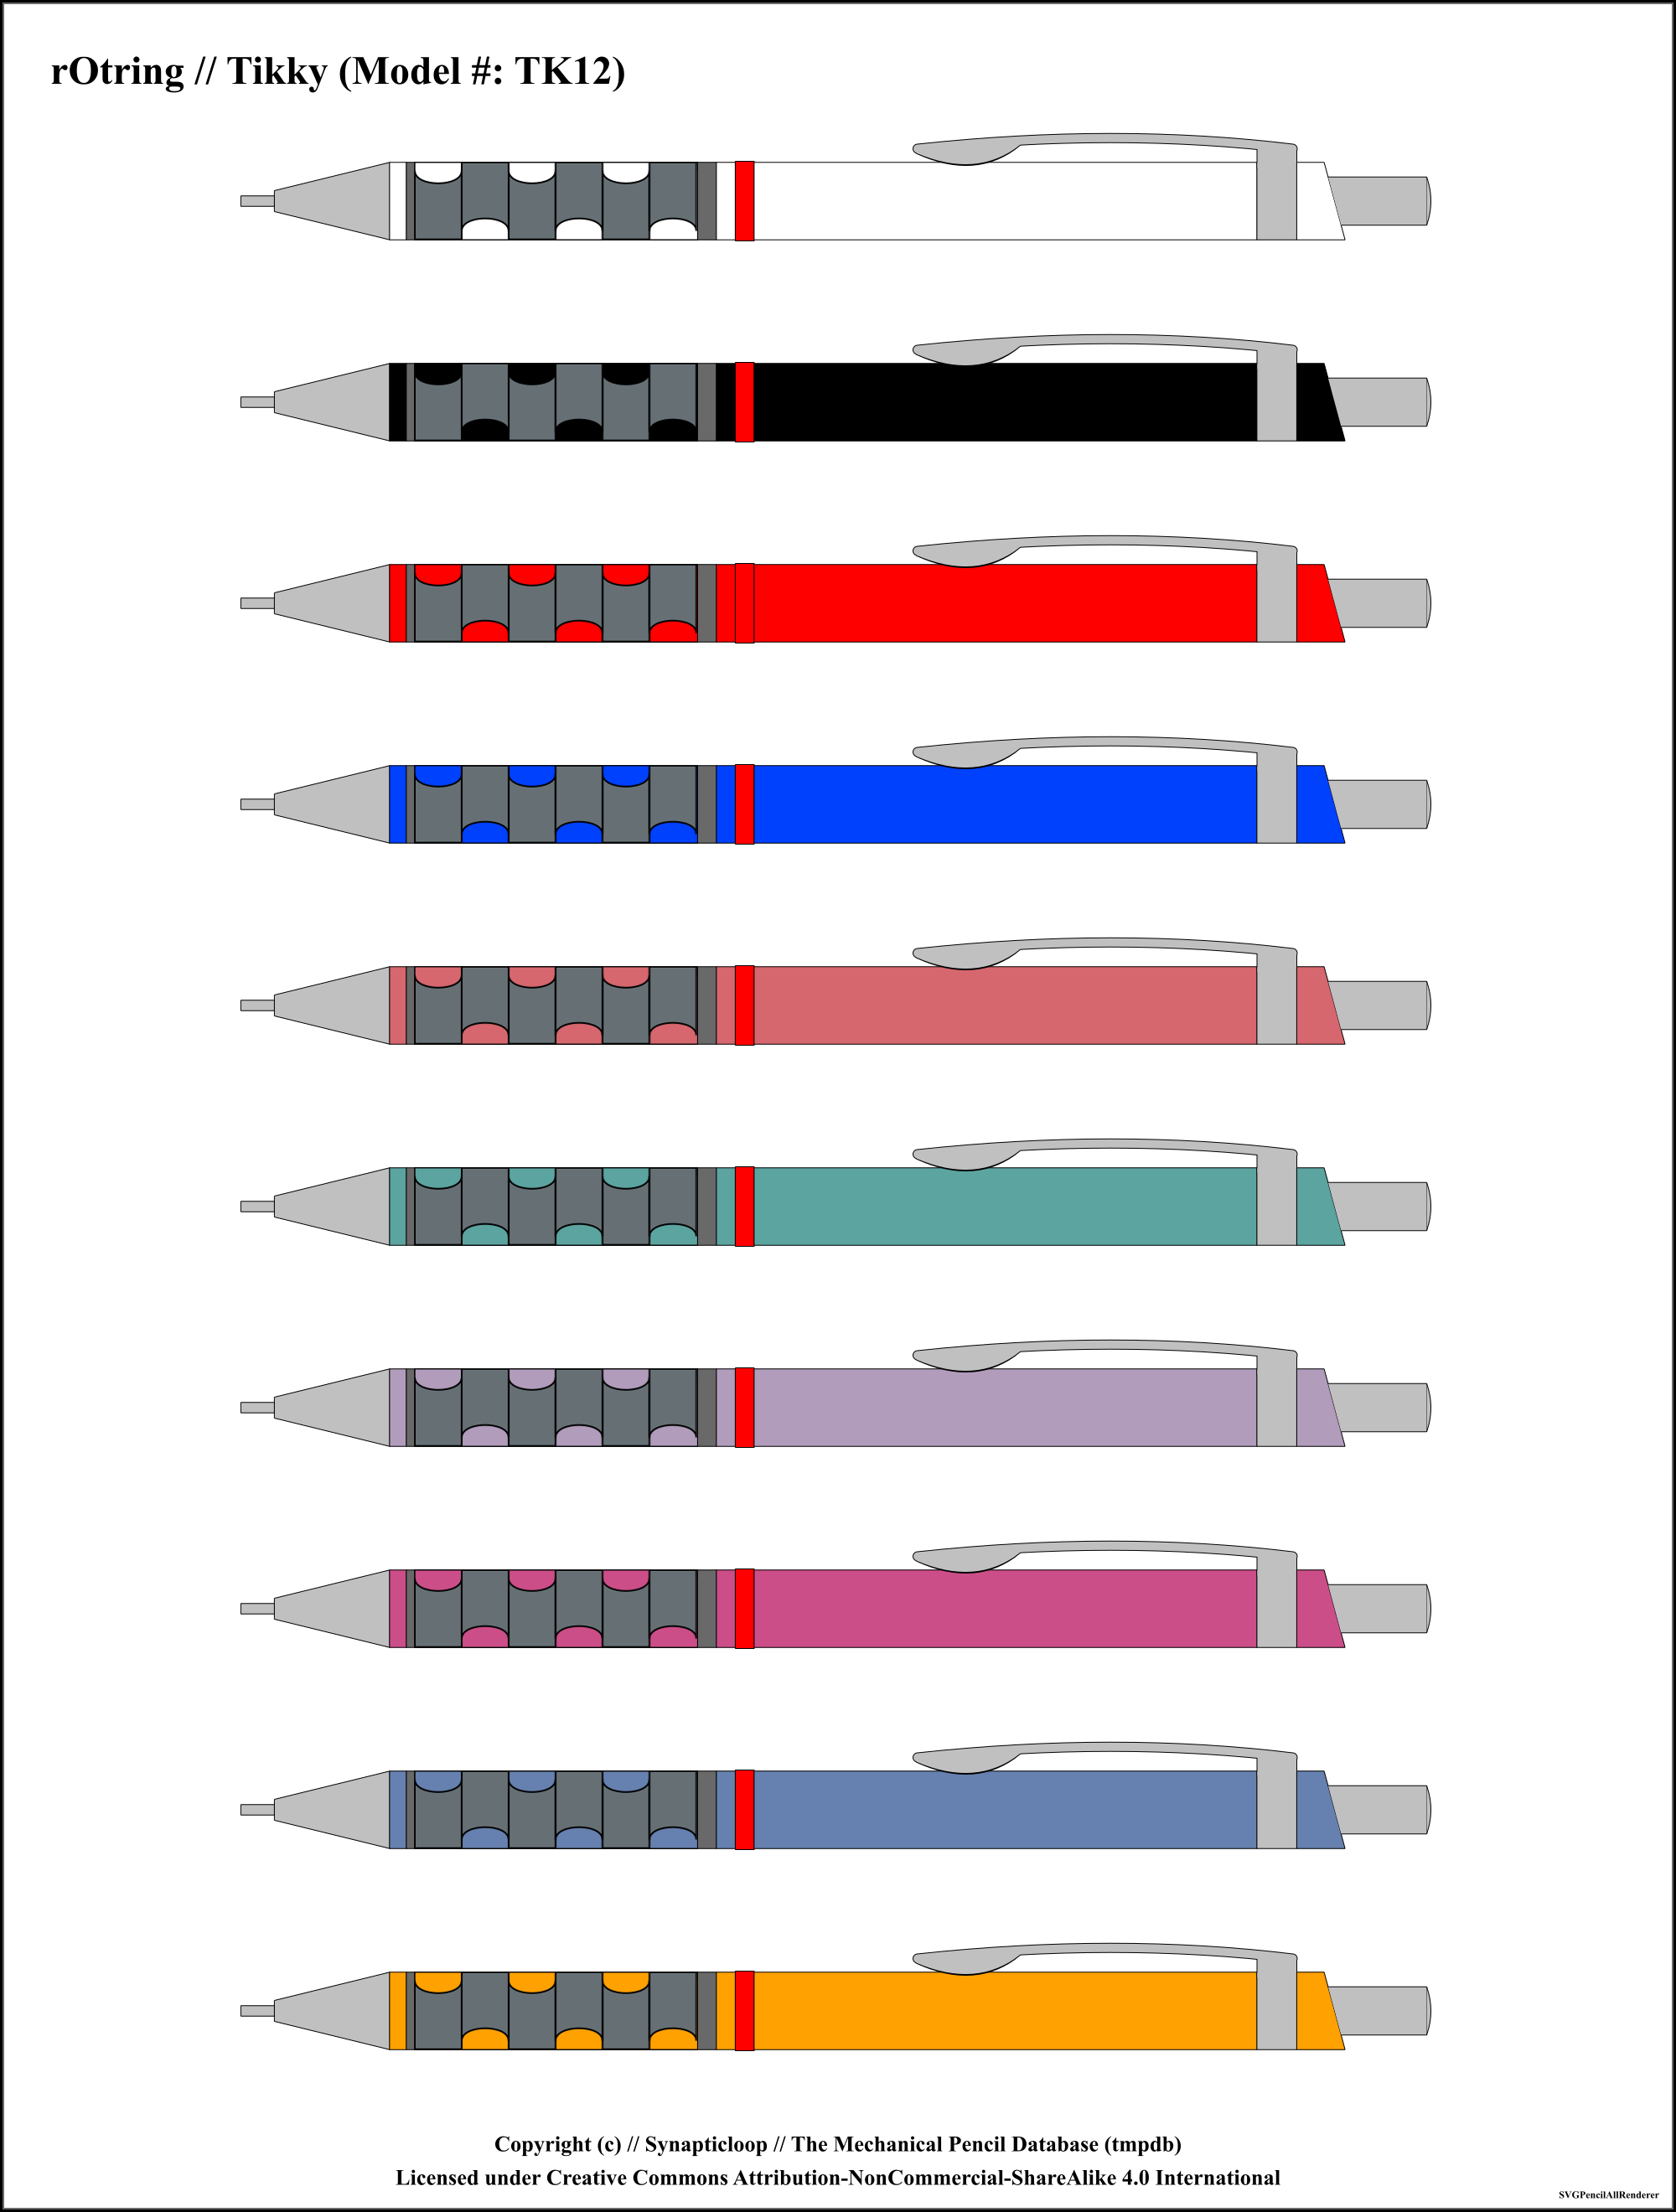 rOtring // Tikky (Model #: TK12)
Copyright (c) // Synapticloop // The Mechanical Pencil Database (tmpdb)
Licensed under Creative Commons Attribution-NonCommercial-ShareAlike 4.0 International
SVGPencilAllRenderer